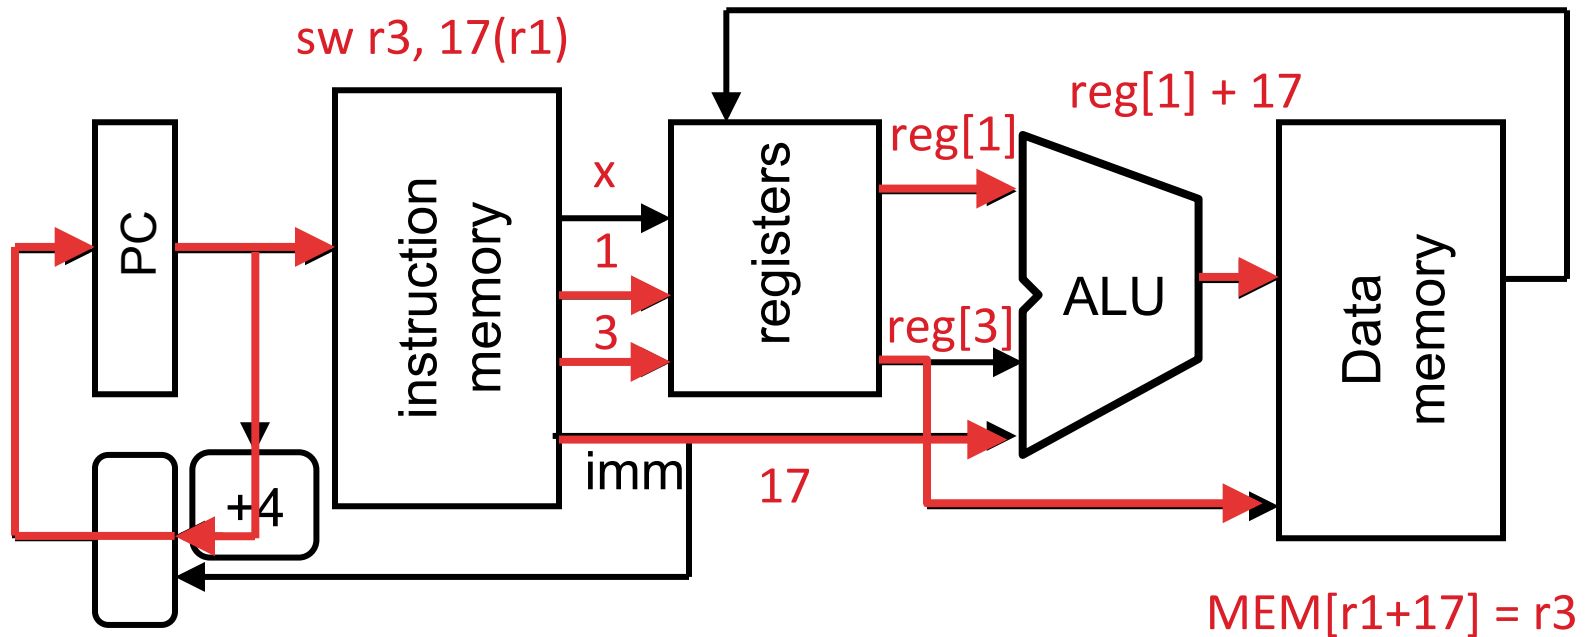 sw r3, 17(r1)
reg[1] + 17
PC
instruction
memory
x
1
3
registers
reg[1]
reg[3]
ALU
Data
memory
+4
imm
17
MEM[r1+17] = r3